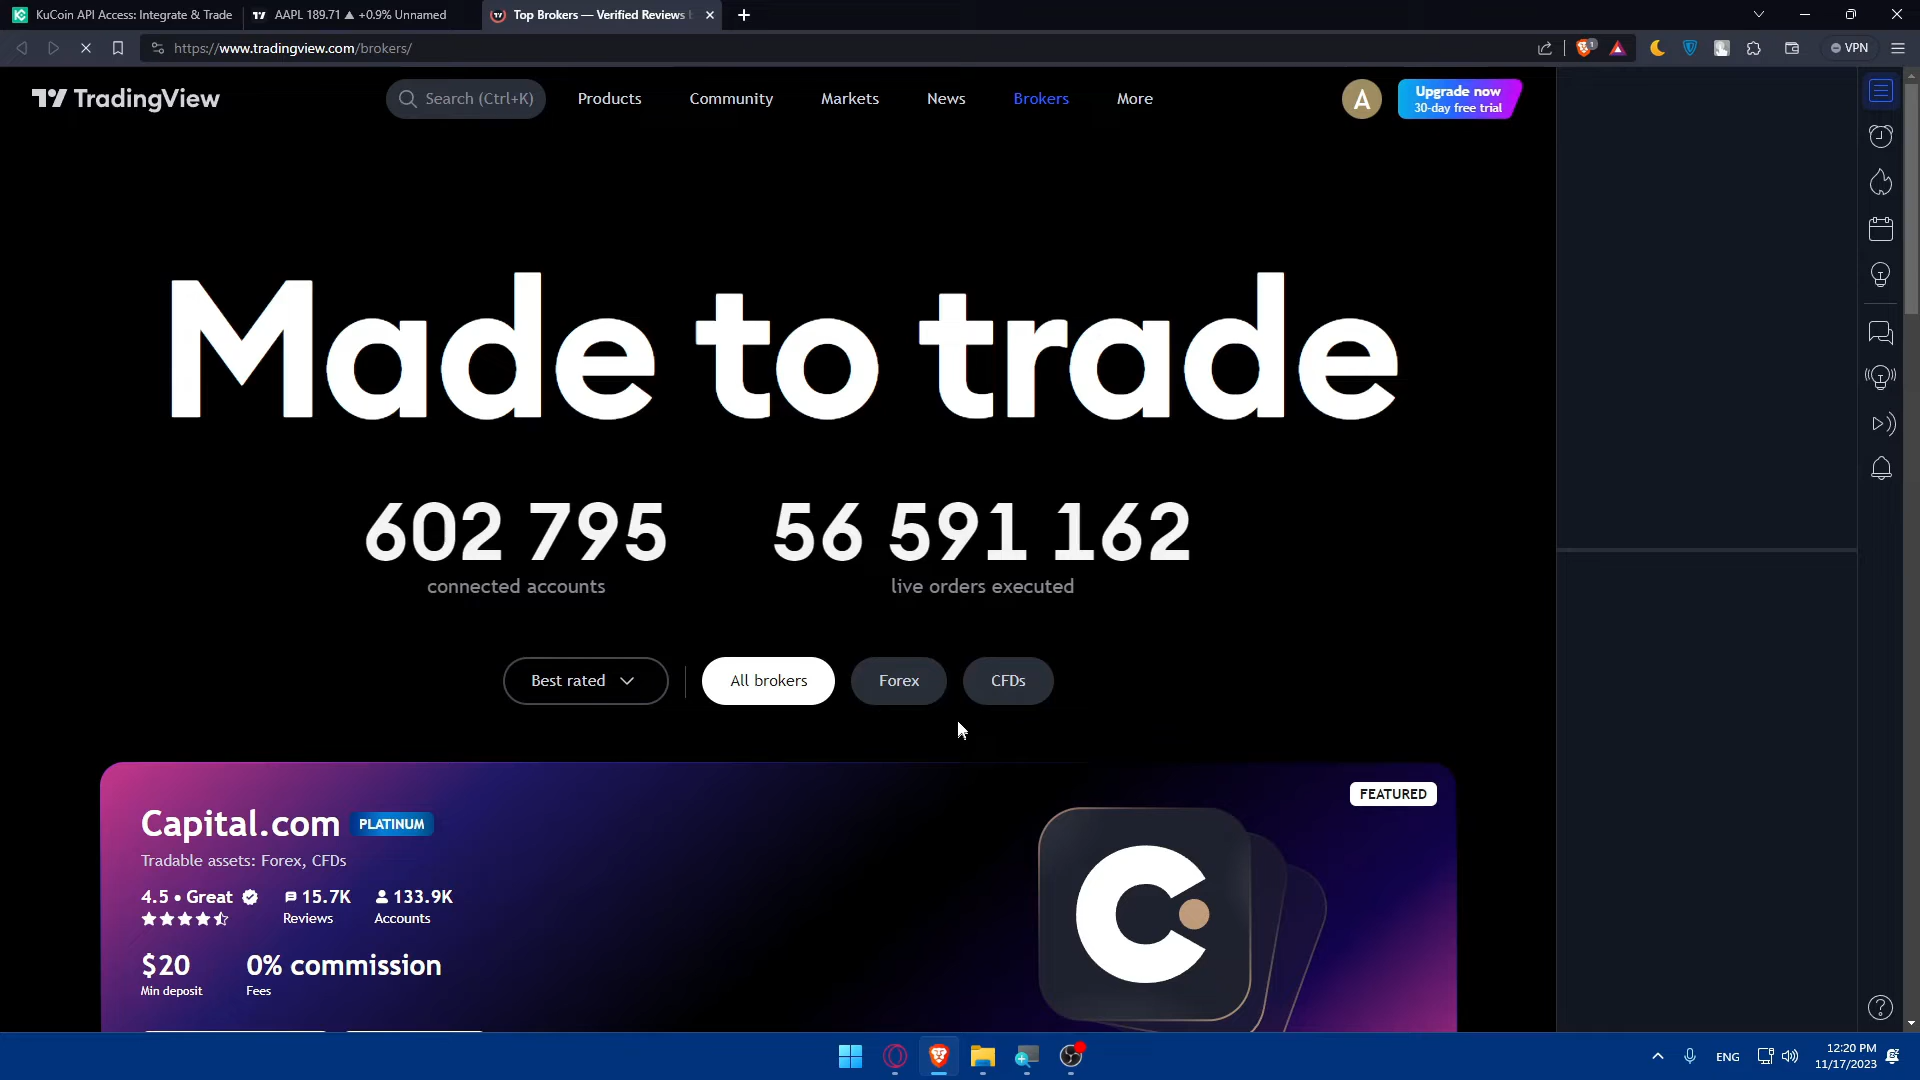 KuCoin API Access: Integrate & Trade
AAPL 189.71 ▲ +0.9% Unnamed
Top Brokers — Verified Reviews
https://www.tradingview.com/brokers/
VPN
TradingView
Search (Ctrl+K)
Products
Community
Markets
News
Brokers
More
A
Upgrade now
30-day free trial
Made to trade
602 795
56 591 162
connected accounts
live orders executed
Best rated
All brokers
Forex
CFDs
FEATURED
Capital.com
PLATINUM
Tradable assets: Forex, CFDs
4.5 • Great
15.7K
133.9K
Reviews
Accounts
$20
0% commission
Min deposit
Fees
ENG
12:20 PM
11/17/2023